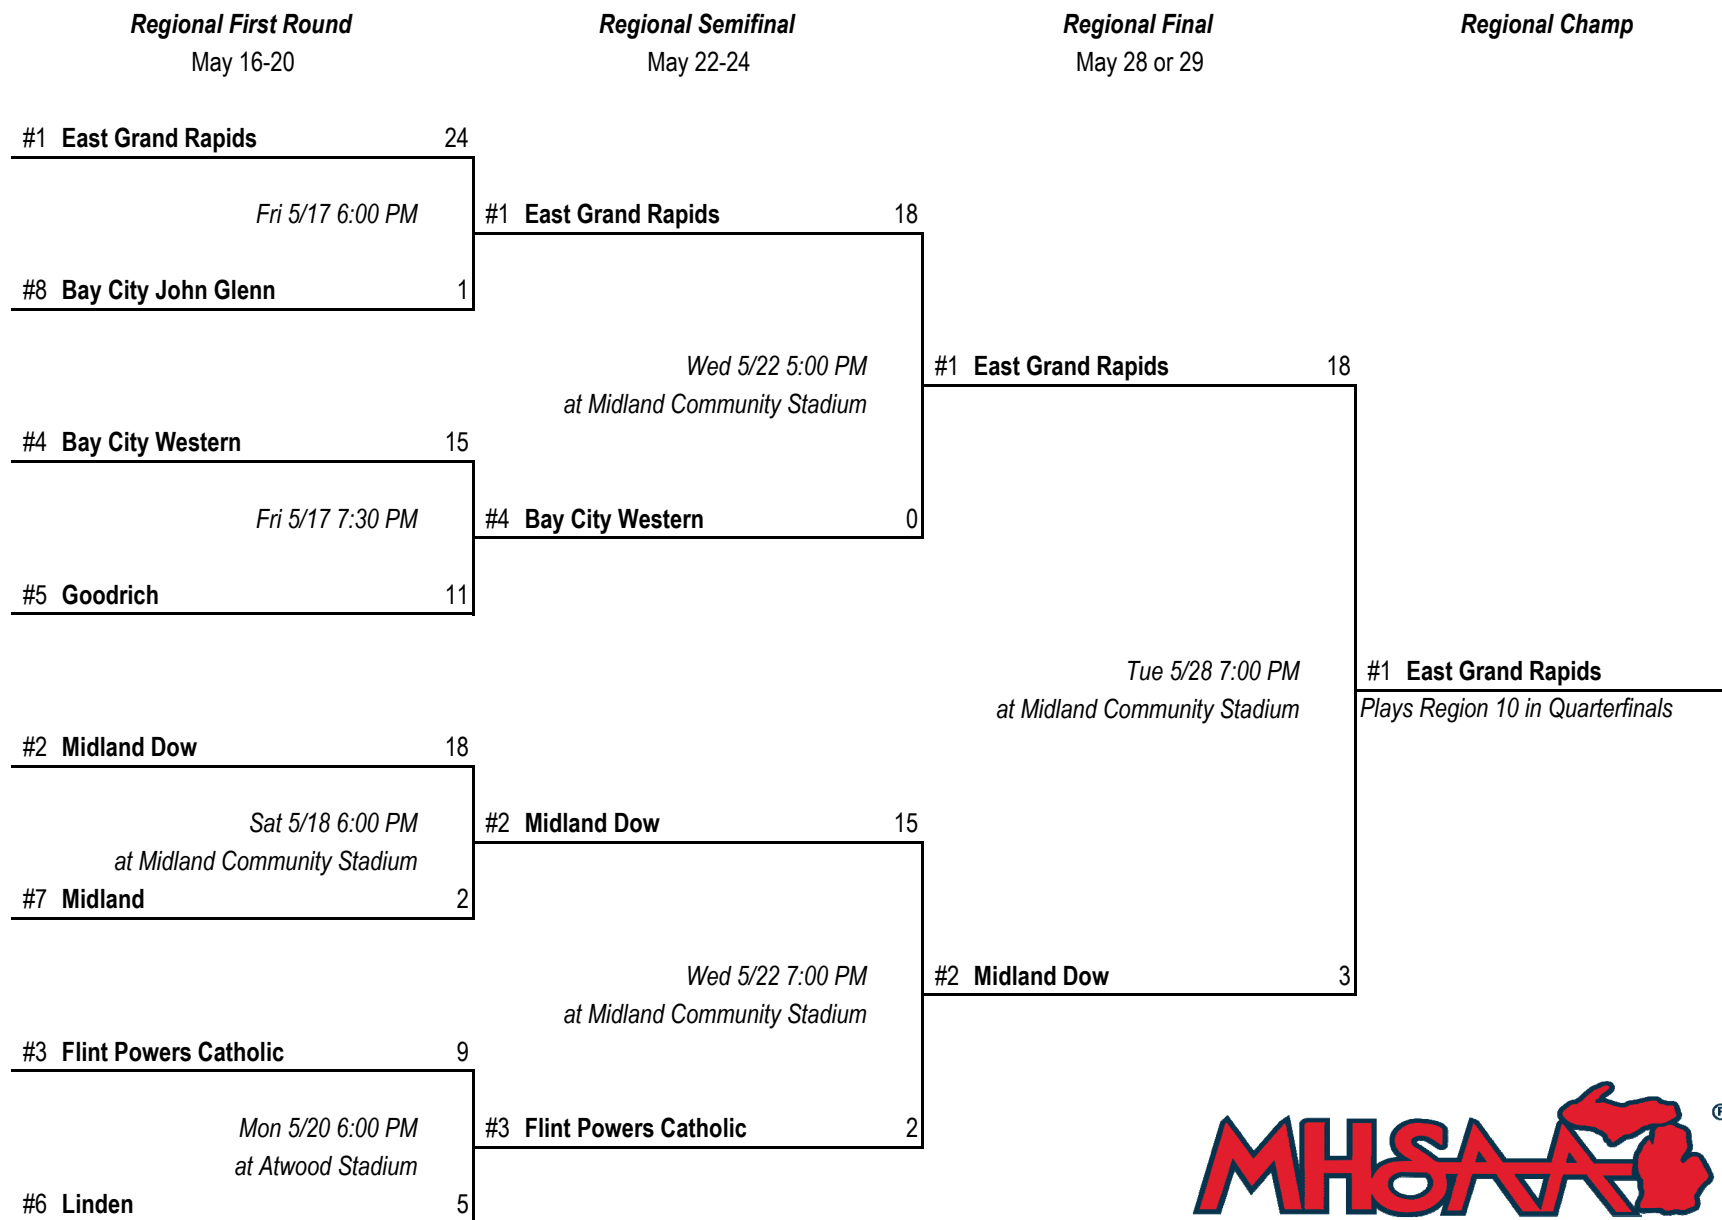 Regional First Round Regional Semifinal Regional Final Regional Champ
May 16-20 May 22-24 May 28 or 29
#1 East Grand Rapids 24
Fri 5/17 6:00 PM #1 East Grand Rapids 18
#8 Bay City John Glenn 1
Wed 5/22 5:00 PM #1 East Grand Rapids 18
at Midland Community Stadium
#4 Bay City Western 15
Fri 5/17 7:30 PM #4 Bay City Western 0
#5 Goodrich 11
Tue 5/28 7:00 PM #1 East Grand Rapids
at Midland Community Stadium Plays Region 10 in Quarterfinals
#2 Midland Dow 18
Sat 5/18 6:00 PM #2 Midland Dow 15
at Midland Community Stadium
#7 Midland 2
Wed 5/22 7:00 PM #2 Midland Dow 3
at Midland Community Stadium
#3 Flint Powers Catholic 9
Mon 5/20 6:00 PM #3 Flint Powers Catholic 2
at Atwood Stadium
#6 Linden 5
MHSAA ®